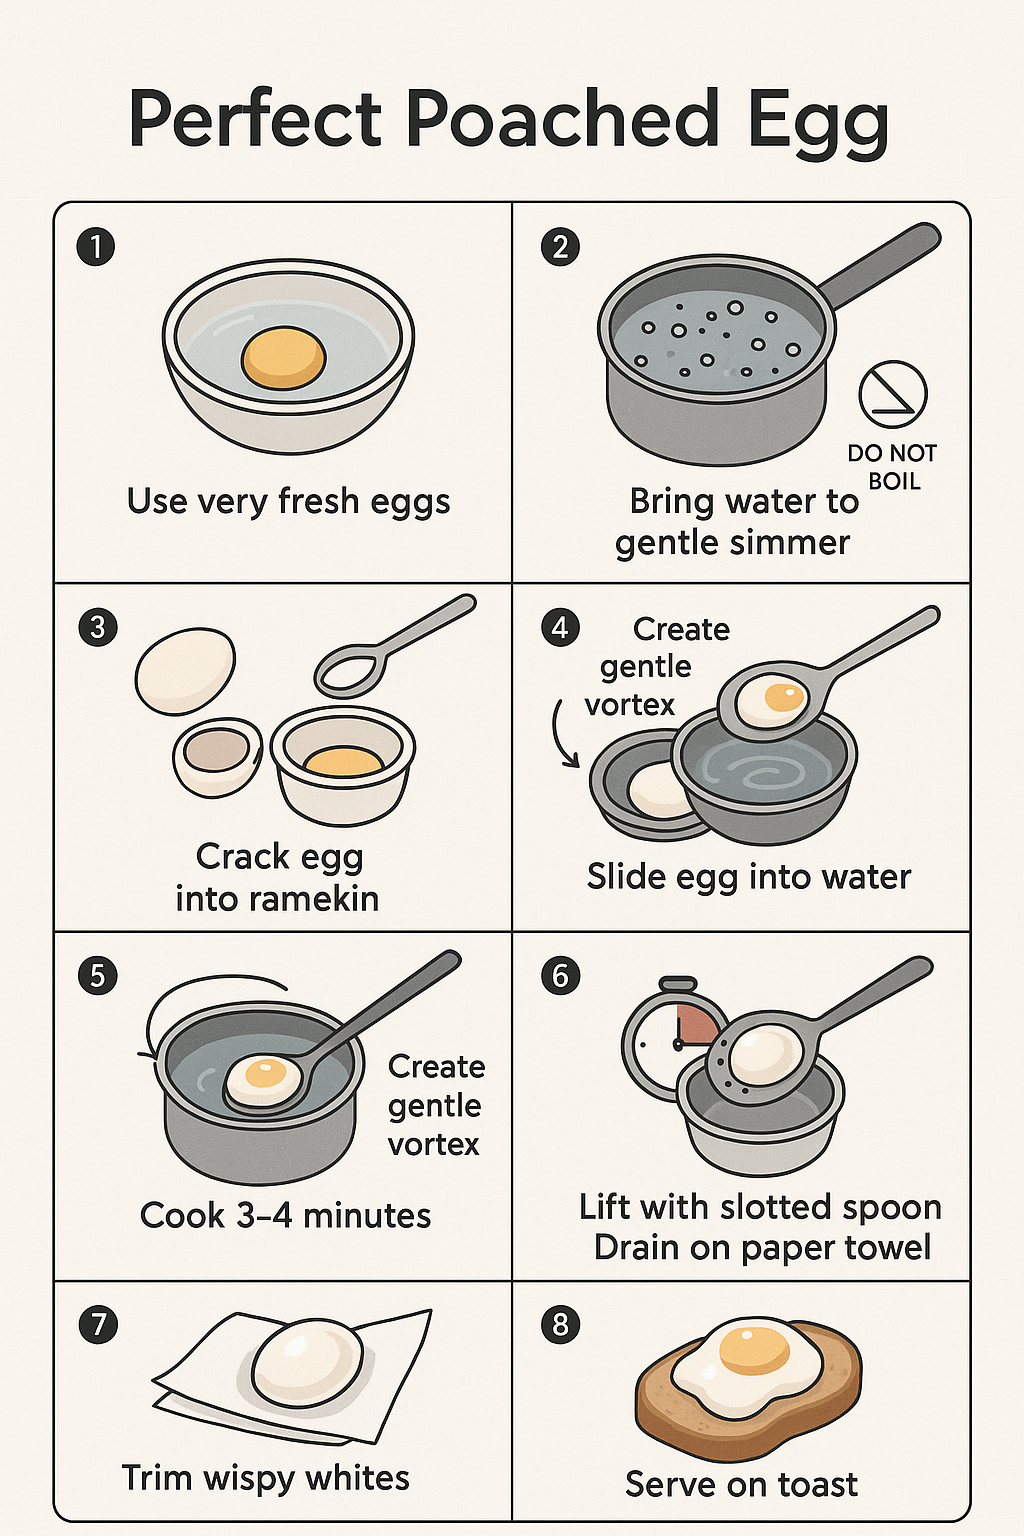 Perfect Poached Egg
1
Use very fresh eggs
2
DO NOT
BOIL
Bring water to
gentle simmer
3
Crack egg
into ramekin
4
Create
gentle
vortex
Slide egg into water
5
Create
gentle
vortex
Cook 3–4 minutes
6
Lift with slotted spoon
Drain on paper towel
7
Trim wispy whites
8
Serve on toast